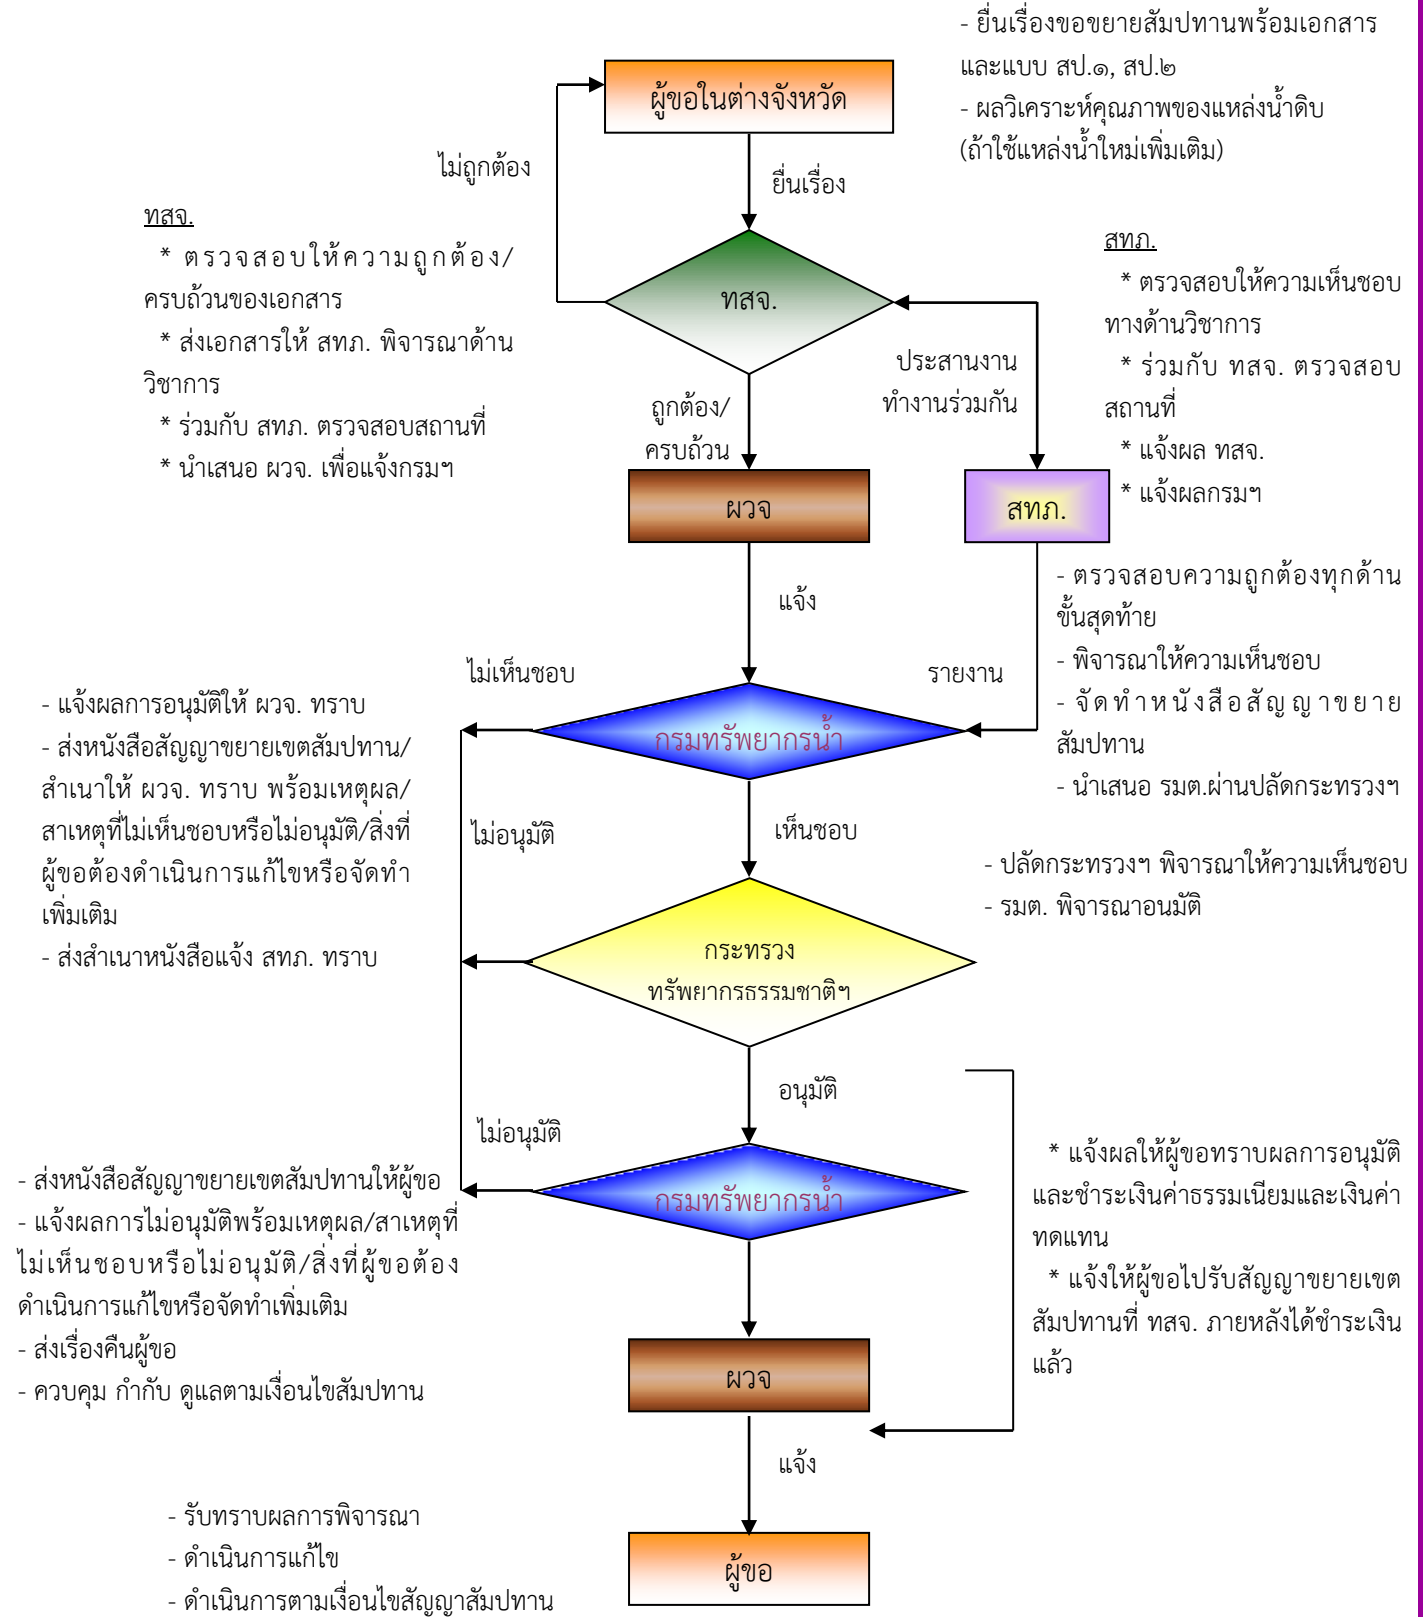 - ยื่นเรื่องขอขยายสัมปทานพร้อมเอกสาร
และแบบ สป.๑, สป.๒
- ผลวิเคราะห์คุณภาพของแหล่งน้ำดิบ
(ถ้าใช้แหล่งน้ำใหม่เพิ่มเติม)
ผู้ขอในต่างจังหวัด
ไม่ถูกต้อง
ยื่นเรื่อง
ทสจ.
* ตรวจสอบให้ความถูกต้อง/
ครบถ้วนของเอกสาร
* ส่งเอกสารให้ สทภ. พิจารณาด้าน
วิชาการ
* ร่วมกับ สทภ. ตรวจสอบสถานที่
* นำเสนอ ผวจ. เพื่อแจ้งกรมฯ
ทสจ.
สทภ.
* ตรวจสอบให้ความเห็นชอบ
ทางด้านวิชาการ
* ร่วมกับ ทสจ. ตรวจสอบ
สถานที่
* แจ้งผล ทสจ.
* แจ้งผลกรมฯ
ประสานงาน
ทำงานร่วมกัน
ถูกต้อง/
ครบถ้วน
ผวจ
สทภ.
แจ้ง
- ตรวจสอบความถูกต้องทุกด้าน
ขั้นสุดท้าย
- พิจารณาให้ความเห็นชอบ
- จัดทำหนังสือสัญญาขยาย
สัมปทาน
- นำเสนอ รมต.ผ่านปลัดกระทรวงฯ
ไม่เห็นชอบ
รายงาน
- แจ้งผลการอนุมัติให้ ผวจ. ทราบ
- ส่งหนังสือสัญญาขยายเขตสัมปทาน/
สำเนาให้ ผวจ. ทราบ พร้อมเหตุผล/
สาเหตุที่ไม่เห็นชอบหรือไม่อนุมัติ/สิ่งที่
ผู้ขอต้องดำเนินการแก้ไขหรือจัดทำ
เพิ่มเติม
- ส่งสำเนาหนังสือแจ้ง สทภ. ทราบ
กรมทรัพยากรน้ำ
ไม่อนุมัติ
เห็นชอบ
- ปลัดกระทรวงฯ พิจารณาให้ความเห็นชอบ
- รมต. พิจารณาอนมัติ
กระทรวง
ทรัพยากรธรรมชาติฯ
อนุมัติ
ไม่อนุมัติ
กรมทรัพยากรน้ำ
* แจ้งผลให้ผู้ขอทราบผลการอนุมัติ
และชำระเงินค่าธรรมเนียมและเงินค่า
ทดแทน
* แจ้งให้ผู้ขอไปรับสัญญาขยายเขต
สัมปทานที่ ทสจ. ภายหลังได้ชำระเงิน
แล้ว
- ส่งหนังสือสัญญาขยายเขตสัมปทานให้ผู้ขอ
- แจ้งผลการไม่อนุมัติพร้อมเหตุผล/สาเหตุที่
ไม่เห็นชอบหรือไม่อนุมัติ/สิ่งที่ผู้ขอต้อง
ดำเนินการแก้ไขหรือจัดทำเพิ่มเติม
- ส่งเรื่องคืนผู้ขอ
- ควบคุม กำกับ ดูแลตามเงื่อนไขสัมปทาน
ผวจ
แจ้ง
- รับทราบผลการพิจารณา
- ดำเนินการแก้ไข
- ดำเนินการตามเงื่อนไขสัญญาสัมปทาน
ผู้ขอ